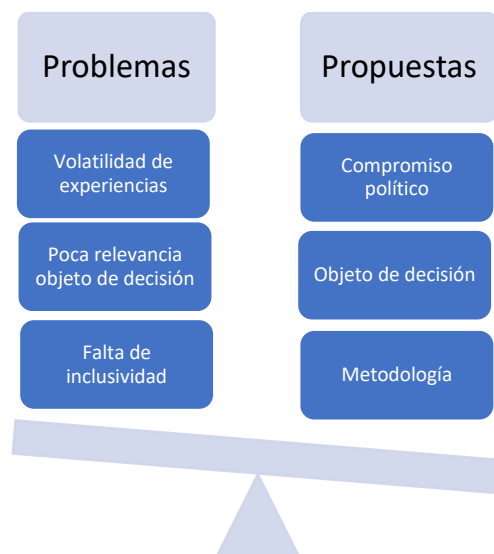 Problemas
Volatilidad de
experiencias
Poca relevancia
objeto de decisión
Falta de
inclusividad
Propuestas
Compromiso
político
Objeto de decisión
Metodología